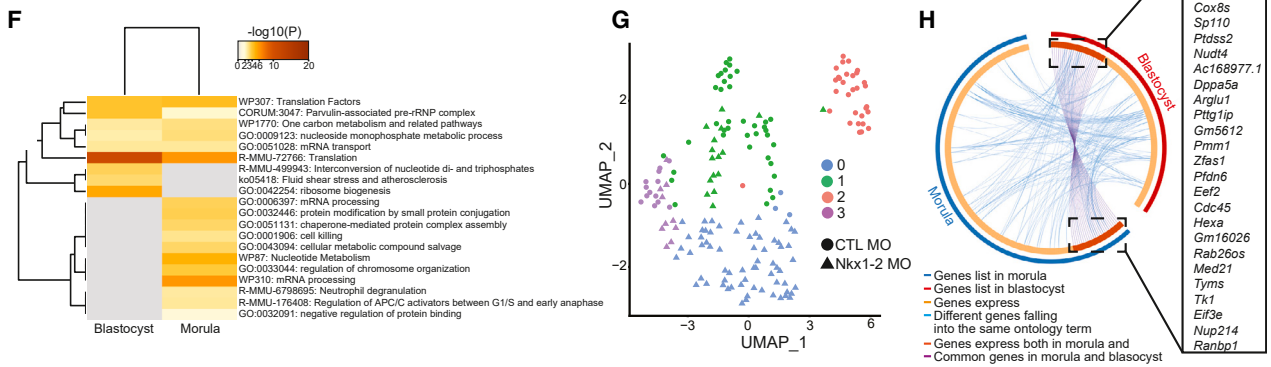 F
-log10(P)
0 2346 10 20
WP307: Translation Factors
CORUM:3047: Parvulin-associated pre-rRNP complex
WP1770: One carbon metabolism and related pathways
GO:0009123: nucleoside monophosphate metabolic process
GO:0051028: mRNA transport
R-MMU-72766: Translation
R-MMU-499943: Interconversion of nucleotide di- and triphosphates
ko05418: Fluid shear stress and atherosclerosis
GO:0042254: ribosome biogenesis
GO:0006397: mRNA processing
GO:0032446: protein modification by small protein conjugation
GO:0051131: chaperone-mediated protein complex assembly
GO:0001906: cell killing
GO:0043094: cellular metabolic compound salvage
WP87: Nucleotide Metabolism
GO:0033044: regulation of chromosome organization
WP310: mRNA processing
R-MMU-6798695: Neutrophil degranulation
R-MMU-176408: Regulation of APC/C activators between G1/S and early anaphase
GO:0032091: negative regulation of protein binding
Blastocyst Morula
G
UMAP_2
2
0
−2
−3 0 3 6
UMAP_1
0
1
2
3
CTL MO
Nkx1-2 MO
H
Blastocyst
Morula
Genes list in morula
Genes list in blastocyst
Genes express
Different genes falling
into the same ontology term
Genes express both in morula and
Common genes in morula and blasocyst
Cox8s
Sp110
Ptdss2
Nudt4
Ac168977.1
Dppa5a
Arglu1
Pttg1ip
Gm5612
Pmm1
Zfas1
Pfdn6
Eef2
Cdc45
Hexa
Gm16026
Rab26os
Med21
Tyms
Tk1
Eif3e
Nup214
Ranbp1